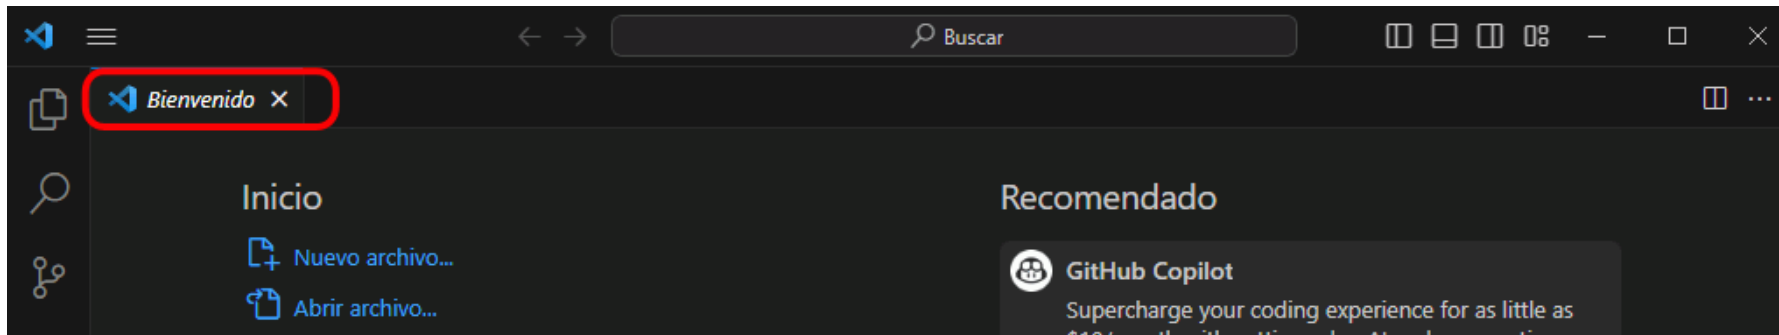 Buscar
Bienvenido
Inicio
Nuevo archivo...
Abrir archivo...
Recomendado
GitHub Copilot
Supercharge your coding experience for as little as